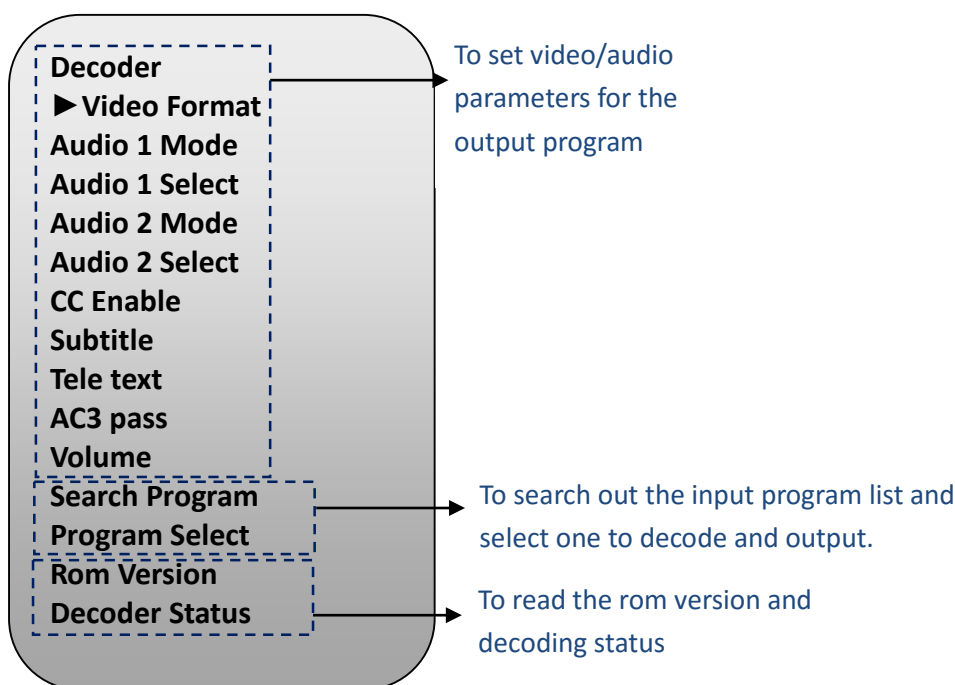 Decoder
►Video Format
Audio 1 Mode
Audio 1 Select
Audio 2 Mode
Audio 2 Select
CC Enable
Subtitle
Tele text
AC3 pass
Volume
Search Program
Program Select
Rom Version
Decoder Status
To set video/audio
parameters for the
output program
To search out the input program list and
select one to decode and output.
To read the rom version and
decoding status